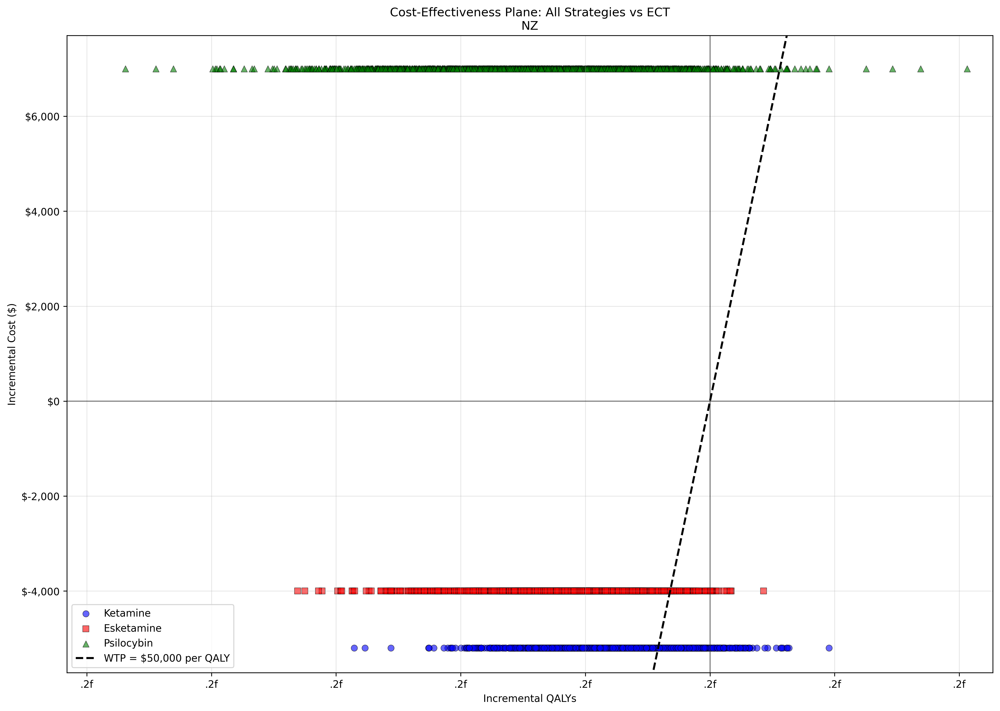 Cost-Effectiveness Plane: All Strategies vs ECT
NZ
Incremental Cost ($)
$6,000
$4,000
$2,000
$0
$-2,000
$-4,000
Ketamine
Esketamine
Psilocybin
WTP = $50,000 per QALY
.2f .2f .2f .2f .2f .2f .2f .2f
Incremental QALYs